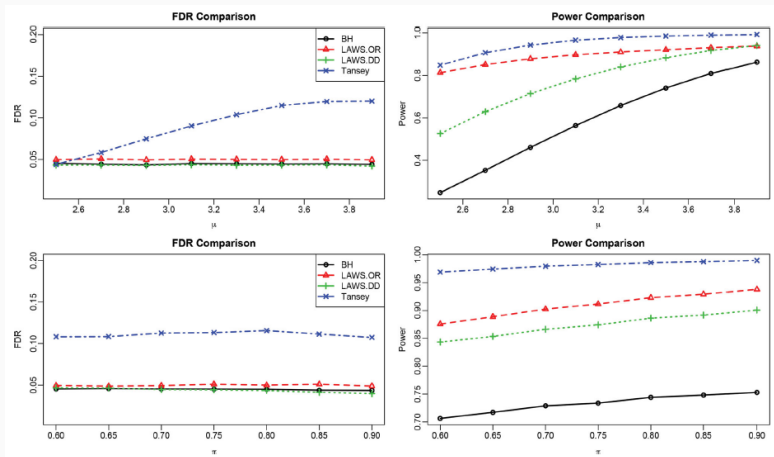 FDR Comparison
FDR
0.05 0.10 0.15 0.20
BH
LAWS.OR
LAWS.DD
Tansey
2.6 2.8 3.0 3.2 3.4 3.6 3.8
μ
Power Comparison
Power
0.4 0.6 0.8 1.0
2.6 2.8 3.0 3.2 3.4 3.6 3.8
μ
FDR Comparison
FDR
0.05 0.10 0.15 0.20
BH
LAWS.OR
LAWS.DD
Tansey
0.60 0.65 0.70 0.75 0.80 0.85 0.90
π
Power Comparison
Power
0.70 0.75 0.80 0.85 0.90 0.95 1.00
0.60 0.65 0.70 0.75 0.80 0.85 0.90
π